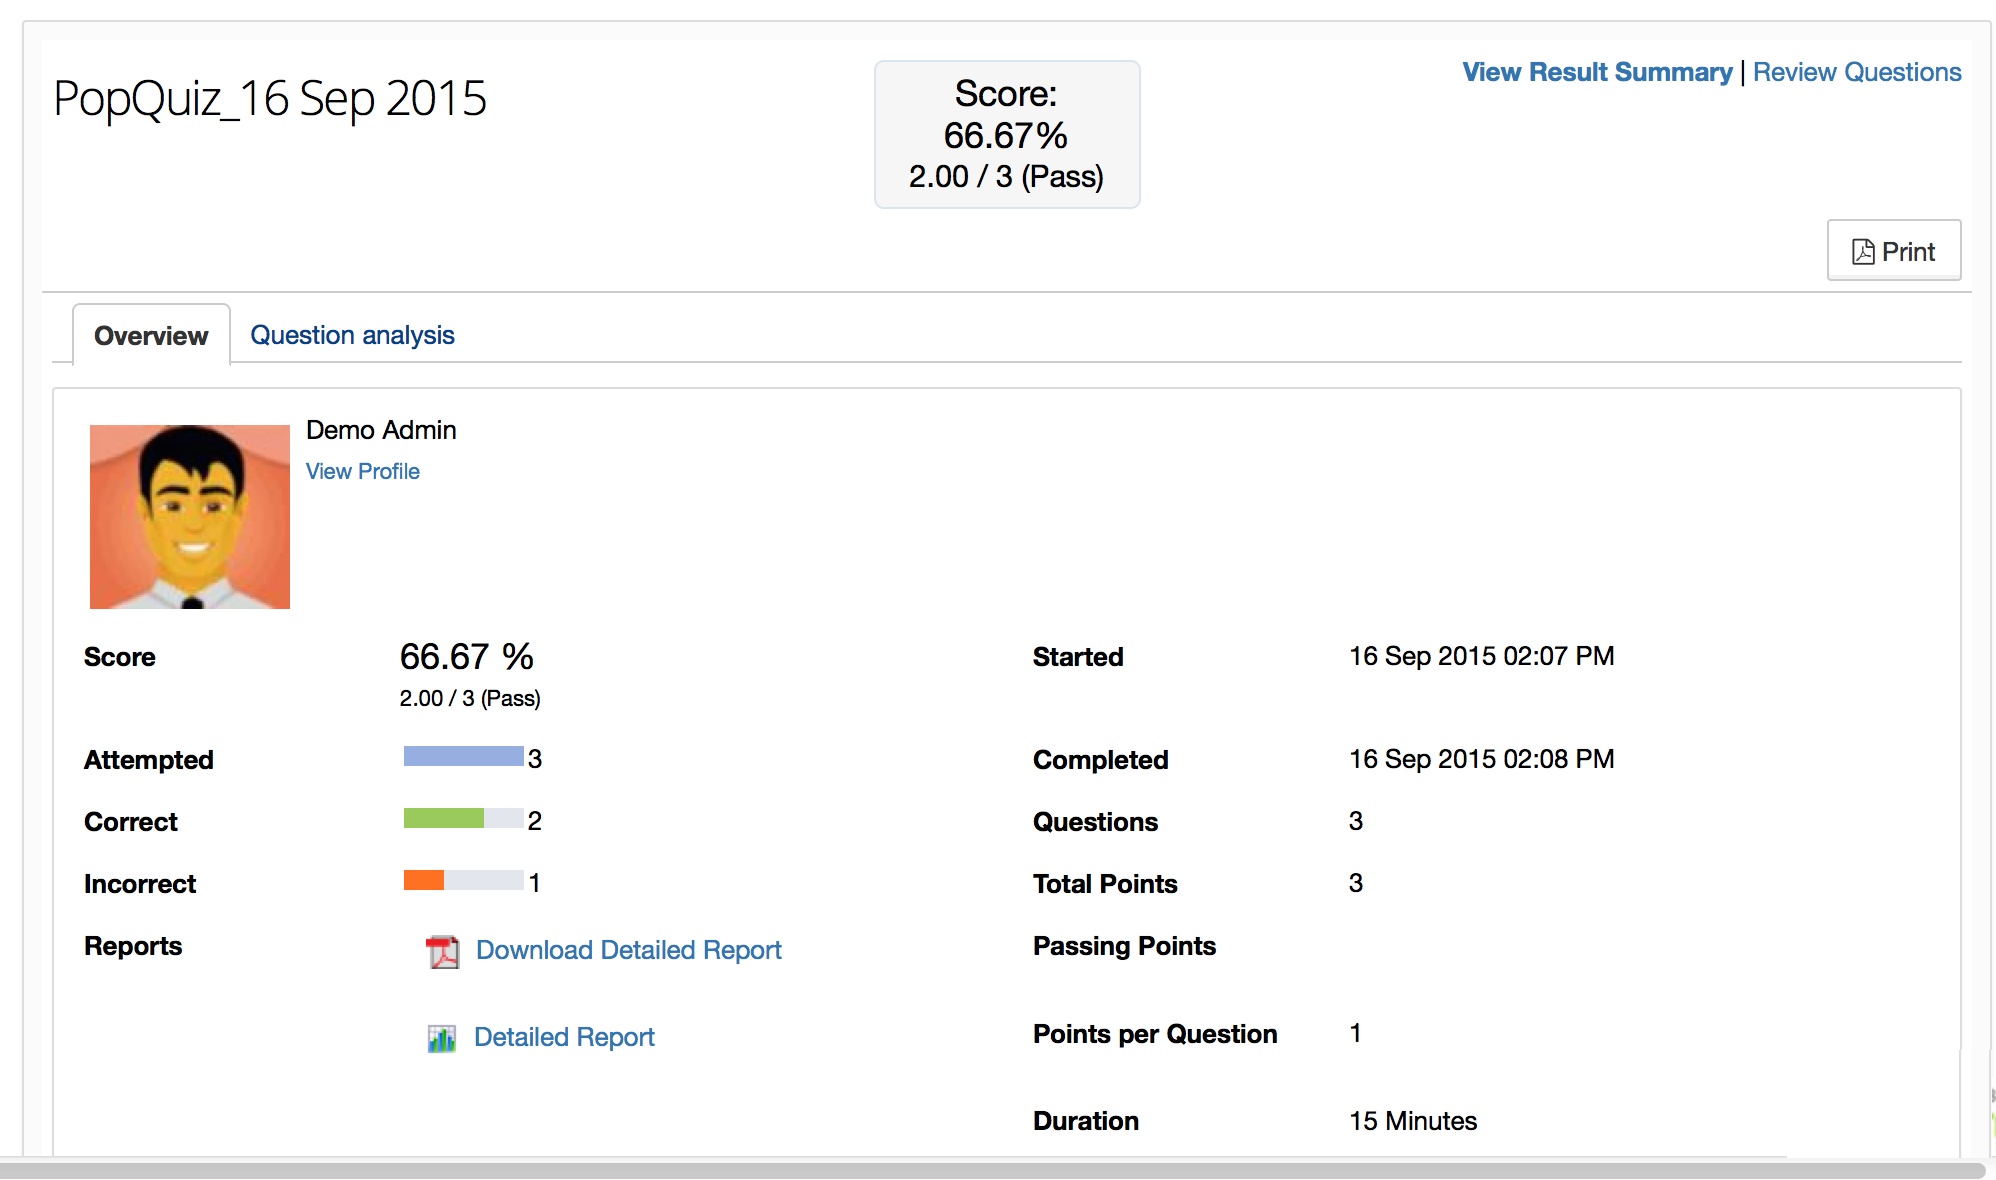 PopQuiz_16 Sep 2015
Score:
66.67%
2.00 / 3 (Pass)
View Result Summary | Review Questions
Print
Overview
Question analysis
Demo Admin
View Profile
Score
66.67 %
2.00 / 3 (Pass)
Started
16 Sep 2015 02:07 PM
Attempted
3
Completed
16 Sep 2015 02:08 PM
Correct
2
Questions
3
Incorrect
1
Total Points
3
Reports
Download Detailed Report
Passing Points
Detailed Report
Points per Question
1
Duration
15 Minutes